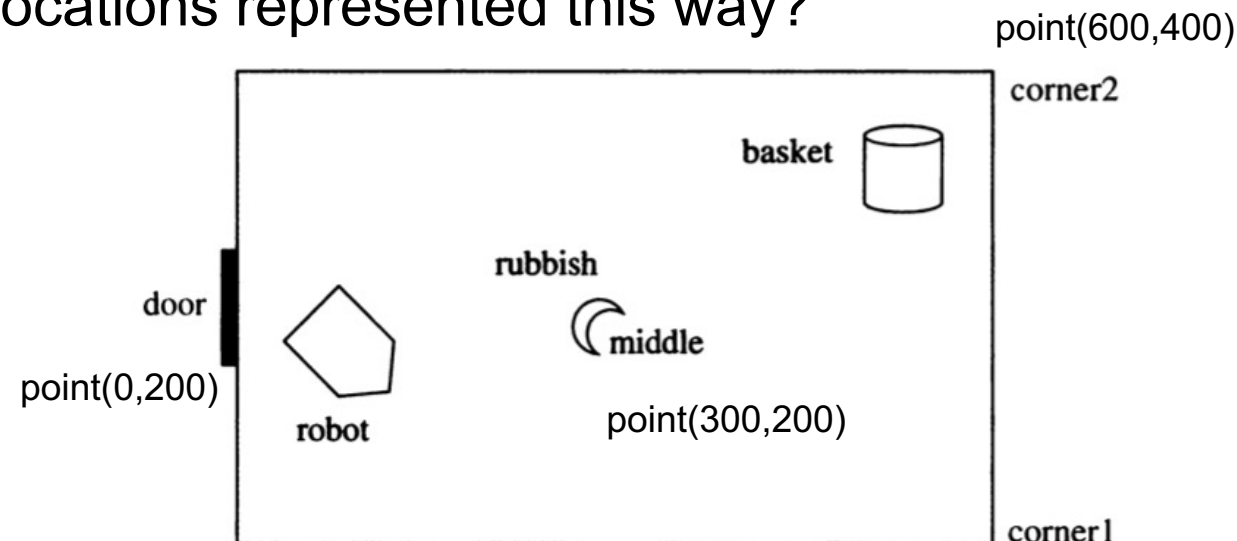 ocations represented this way?
point(600,400)
corner2
basket
rubbish
door
middle
point(0,200)
point(300,200)
robot
corner1